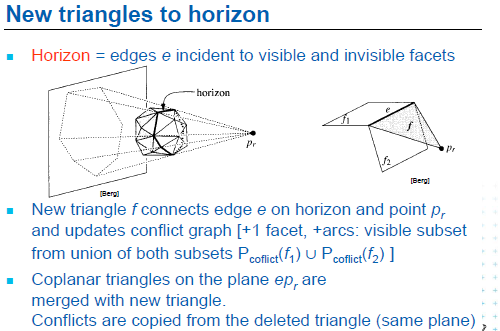 New triangles to horizon
Horizon = edges e incident to visible and invisible facets
horizon
pr
[Berg]
f1
e
f
f2
pr
[Berg]
New triangle f connects edge e on horizon and point pr
and updates conflict graph [+1 facet, +arcs: visible subset
from union of both subsets Pcoflict(f1) ∪ Pcoflict(f2) ]
Coplanar triangles on the plane epr are
merged with new triangle.
Conflicts are copied from the deleted triangle (same plane)